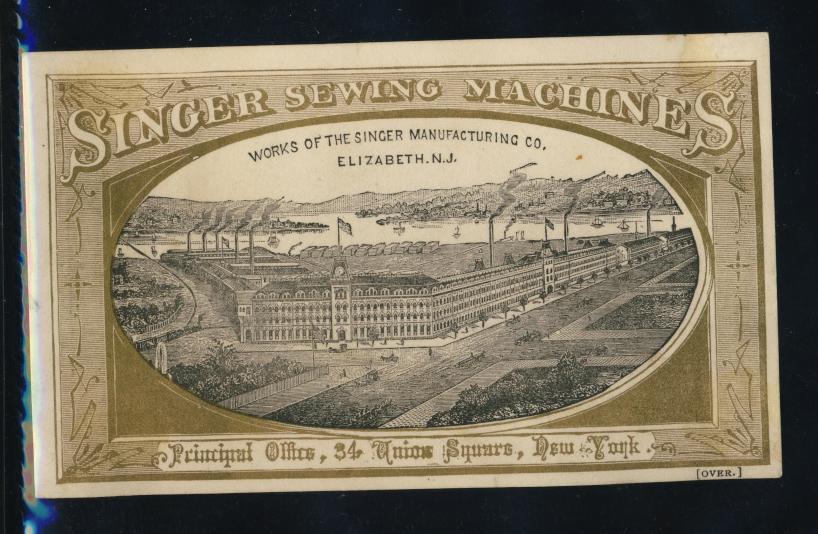 SINGER SEWING MACHINES
WORKS OF THE SINGER MANUFACTURING CO,
ELIZABETH. N.J.
Principal Office, 34 Union Square, New York.
[OVER.]